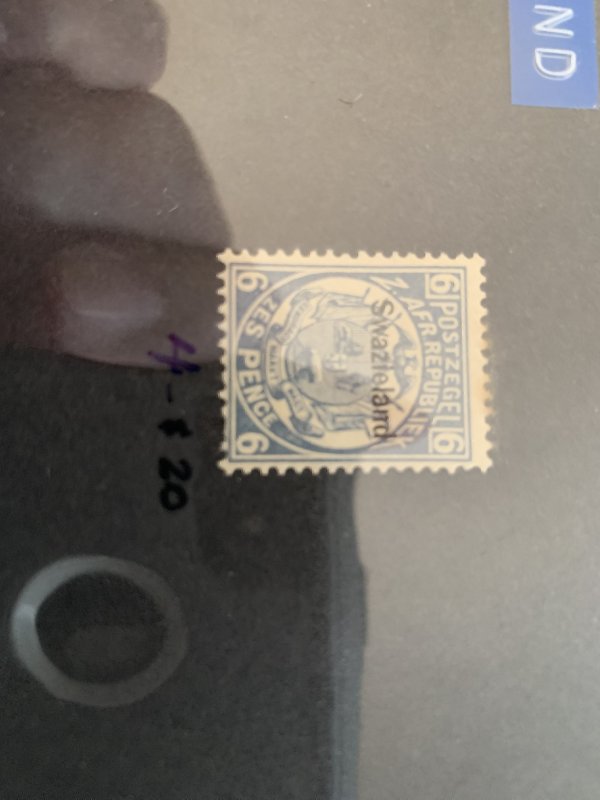 ND
6 POSTZEGEL 6
Z. AFR. REPUBLIEK
Swazieland
6 ZES PENCE 6
4 - $ 20